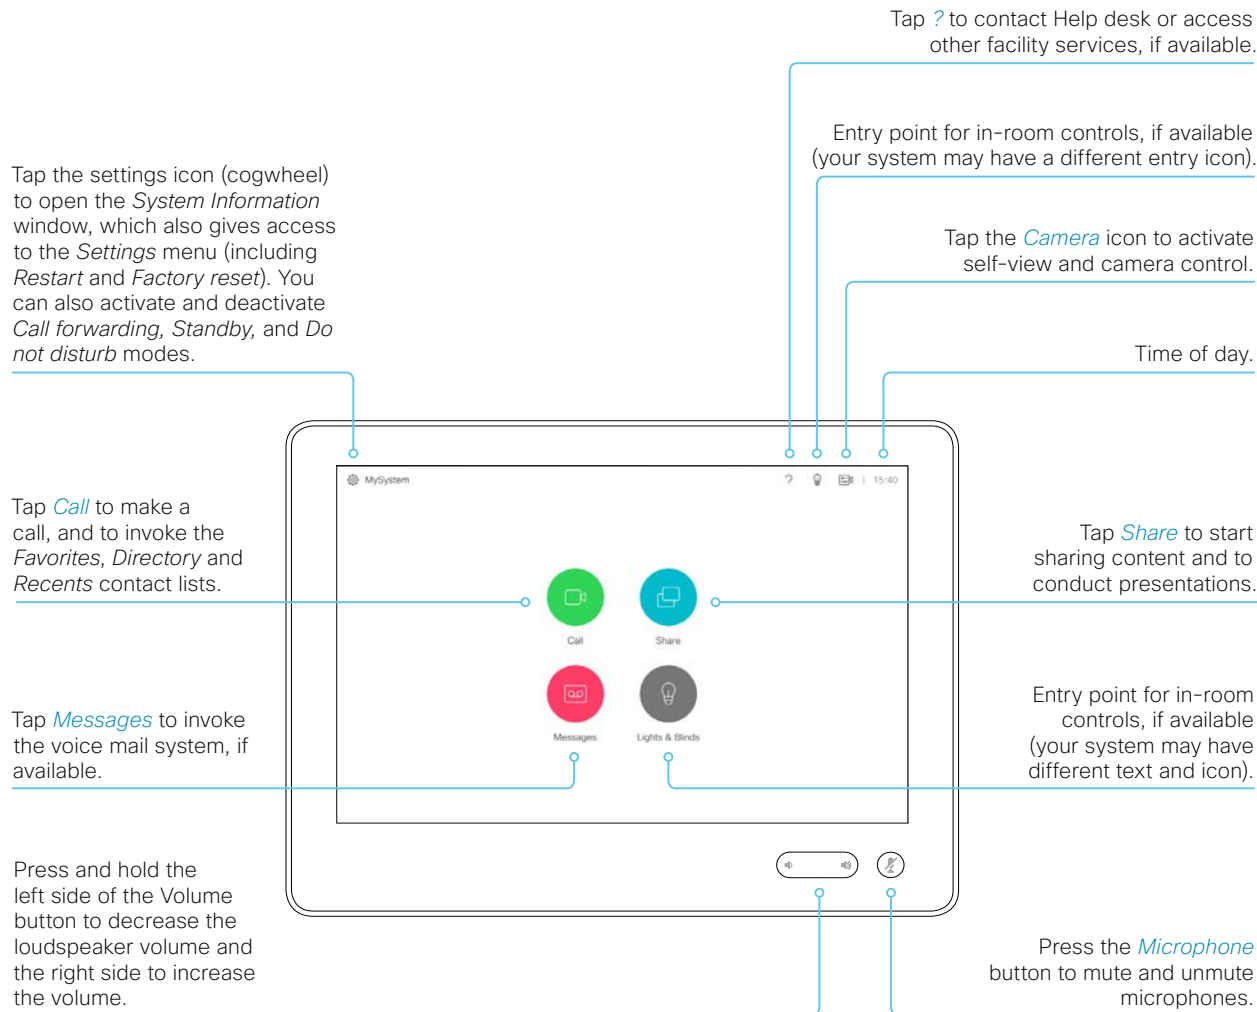 Tap ? to contact Help desk or access
other facility services, if available.
Entry point for in-room controls, if available
(your system may have a different entry icon).
Tap the settings icon (cogwheel)
to open the System Information
window, which also gives access
to the Settings menu (including
Restart and Factory reset). You
can also activate and deactivate
Call forwarding, Standby, and Do
not disturb modes.
Tap the Camera icon to activate
self-view and camera control.
Time of day.
MySystem
? | 15:40
Tap Call to make a
call, and to invoke the
Favorites, Directory and
Recents contact lists.
Tap Share to start
sharing content and to
conduct presentations.
Call
Share
Messages
Lights & Blinds
Tap Messages to invoke
the voice mail system, if
available.
Entry point for in-room
controls, if available
(your system may have
different text and icon).
Press and hold the
left side of the Volume
button to decrease the
loudspeaker volume and
the right side to increase
the volume.
Press the Microphone
button to mute and unmute
microphones.